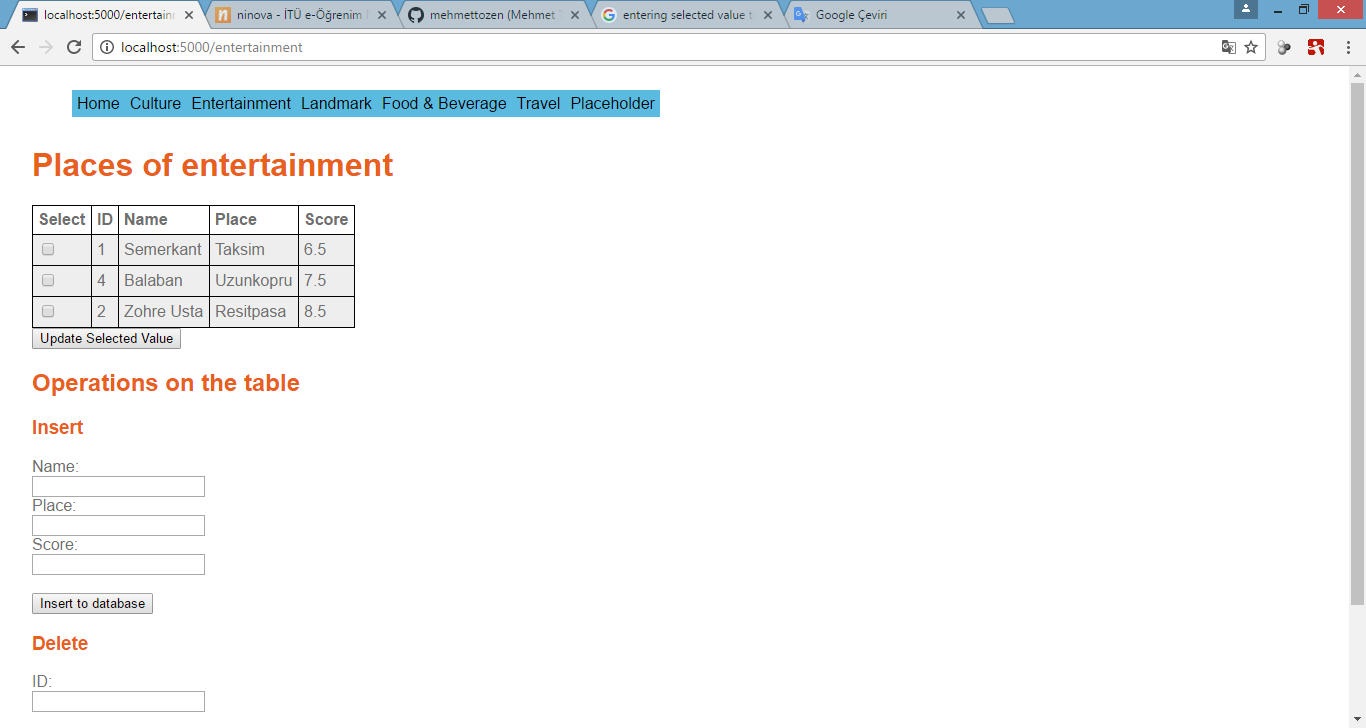 localhost:5000/entertainm
ninova - İTÜ e-Öğrenim
mehmettozen (Mehmet
entering selected value t
Google Çeviri
localhost:5000/entertainment
Home Culture Entertainment Landmark Food & Beverage Travel Placeholder
Places of entertainment
Select ID Name Place Score
1 Semerkant Taksim 6.5
4 Balaban Uzunkopru 7.5
2 Zohre Usta Resitpasa 8.5
Update Selected Value
Operations on the table
Insert
Name:
Place:
Score:
Insert to database
Delete
ID: